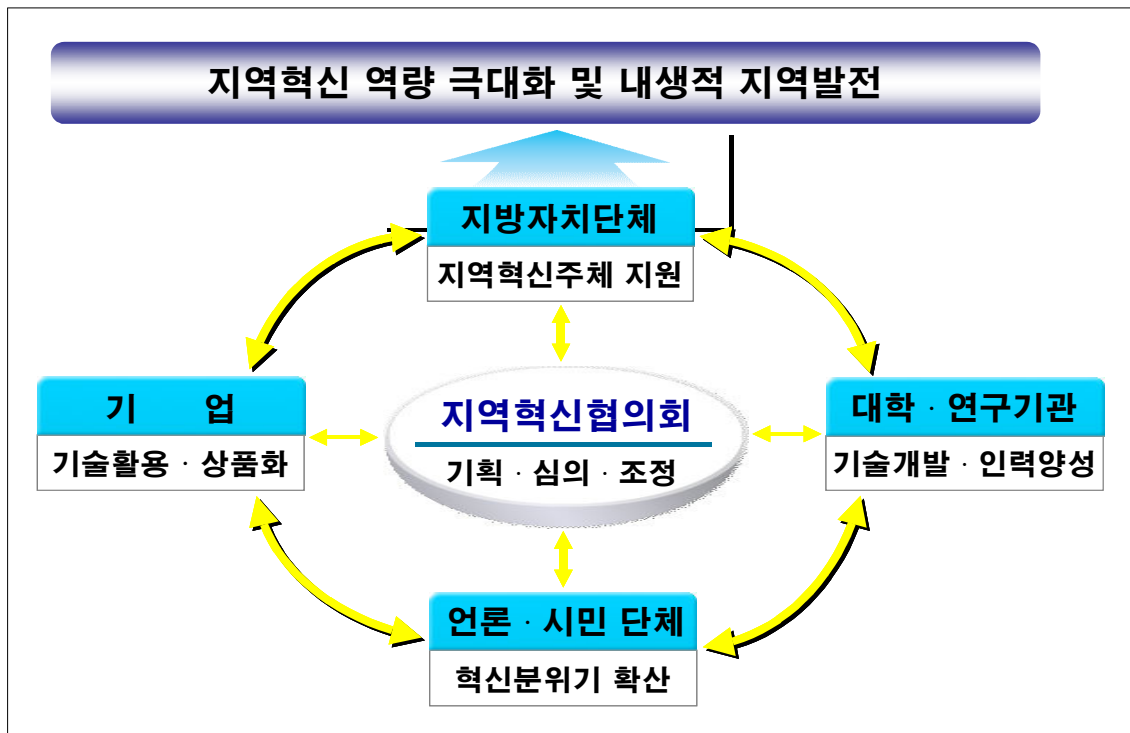 지역혁신 역량 극대화 및 내생적 지역발전
지방자치단체
지역혁신주체 지원
기 업
기술활용 · 상품화
지역혁신협의회
기획 · 심의 · 조정
대학 · 연구기관
기술개발 · 인력양성
언론 · 시민 단체
혁신분위기 확산